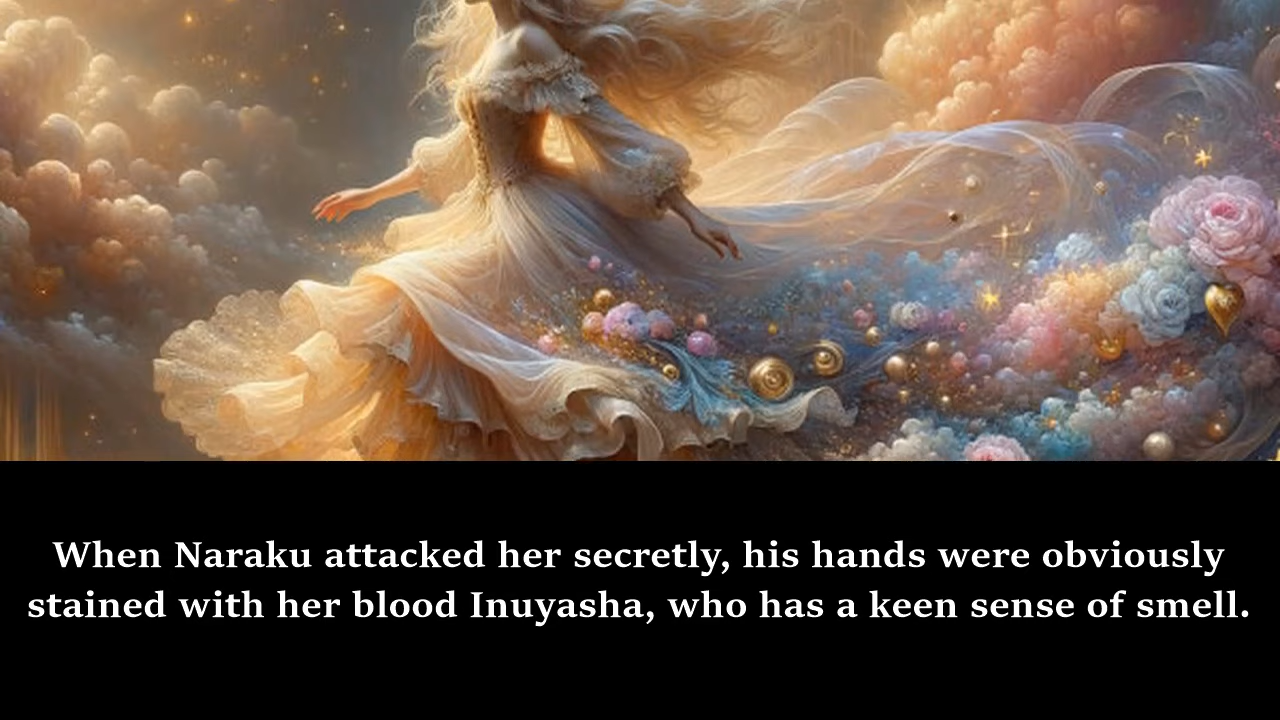 When Naraku attacked her secretly, his hands were obviously
stained with her blood Inuyasha, who has a keen sense of smell.